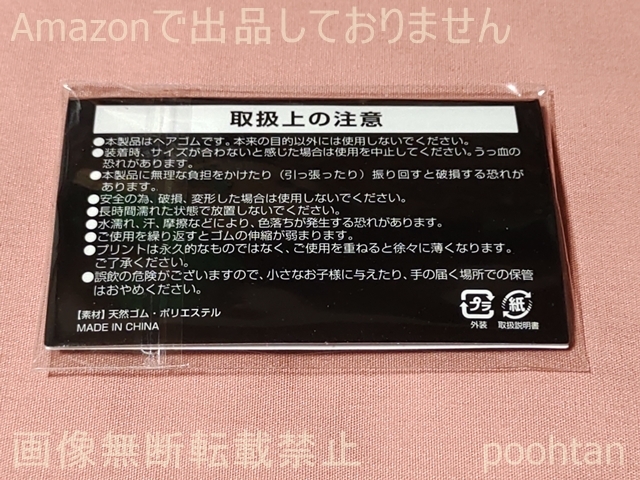 Amazonで出品しておりません
取扱上の注意
●本製品はヘアゴムです。本来の目的以外には使用しないでください。
●装着時、サイズが合わないと感じた場合は使用を中止してください。うっ血の
恐れがあります。
●本製品に無理な負担をかけたり(引っ張ったり)振り回すと破損する恐れが
あります。
●安全の為、破損、変形した場合は使用しないでください。
●長時間濡れた状態で放置しないでください。
●水濡れ、汗、摩擦などにより、色落ちが発生する恐れがあります。
●ご使用を繰り返すとゴムの伸縮が弱まります。
●プリントは永久的なものではなく、ご使用を重ねると徐々に薄くなります。
ご了承ください。
●誤飲の危険がございますので、小さなお子様に与えたり、手の届く場所での保管
はおやめください。
【素材】天然ゴム・ポリエステル
MADE IN CHINA
プラ
外装
紙
取扱説明書
画像無断転載禁止
poohtan